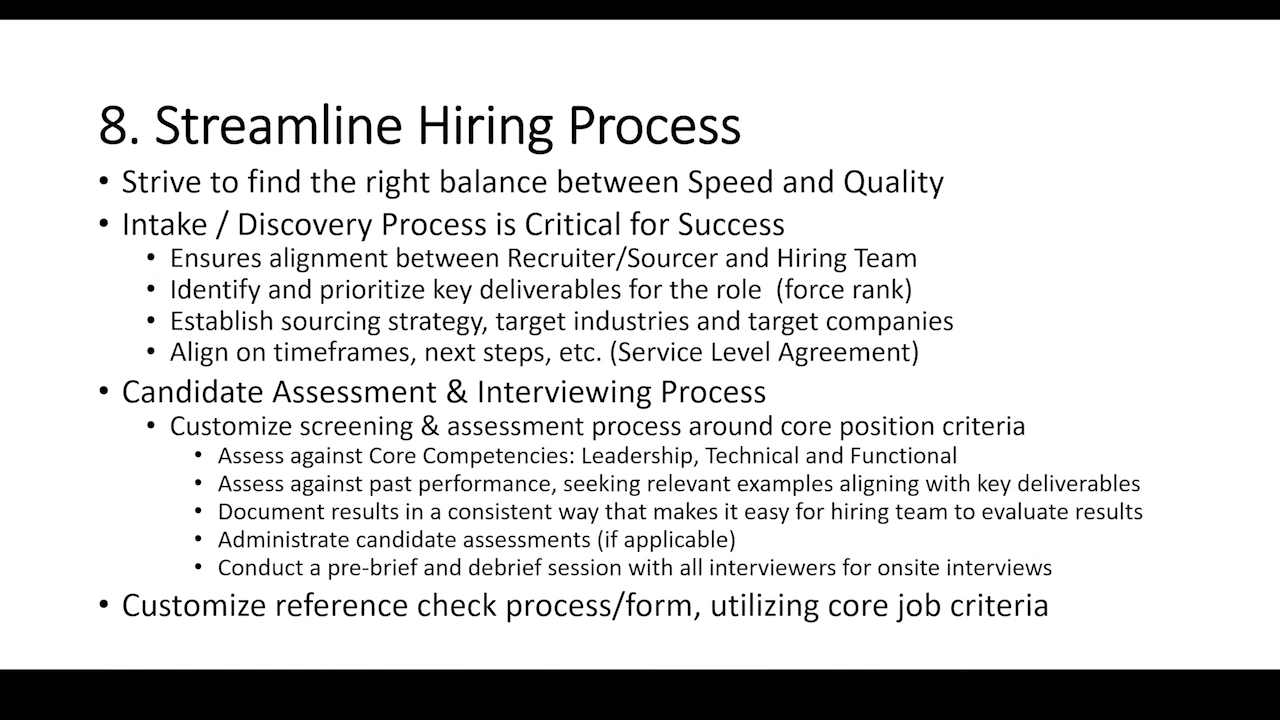 8. Streamline Hiring Process
• Strive to find the right balance between Speed and Quality
• Intake / Discovery Process is Critical for Success
• Ensures alignment between Recruiter/Sourcer and Hiring Team
• Identify and prioritize key deliverables for the role  (force rank)
• Establish sourcing strategy, target industries and target companies
• Align on timeframes, next steps, etc. (Service Level Agreement)
• Candidate Assessment & Interviewing Process
• Customize screening & assessment process around core position criteria
• Assess against Core Competencies: Leadership, Technical and Functional
• Assess against past performance, seeking relevant examples aligning with key deliverables
• Document results in a consistent way that makes it easy for hiring team to evaluate results
• Administrate candidate assessments (if applicable)
• Conduct a pre-brief and debrief session with all interviewers for onsite interviews
• Customize reference check process/form, utilizing core job criteria